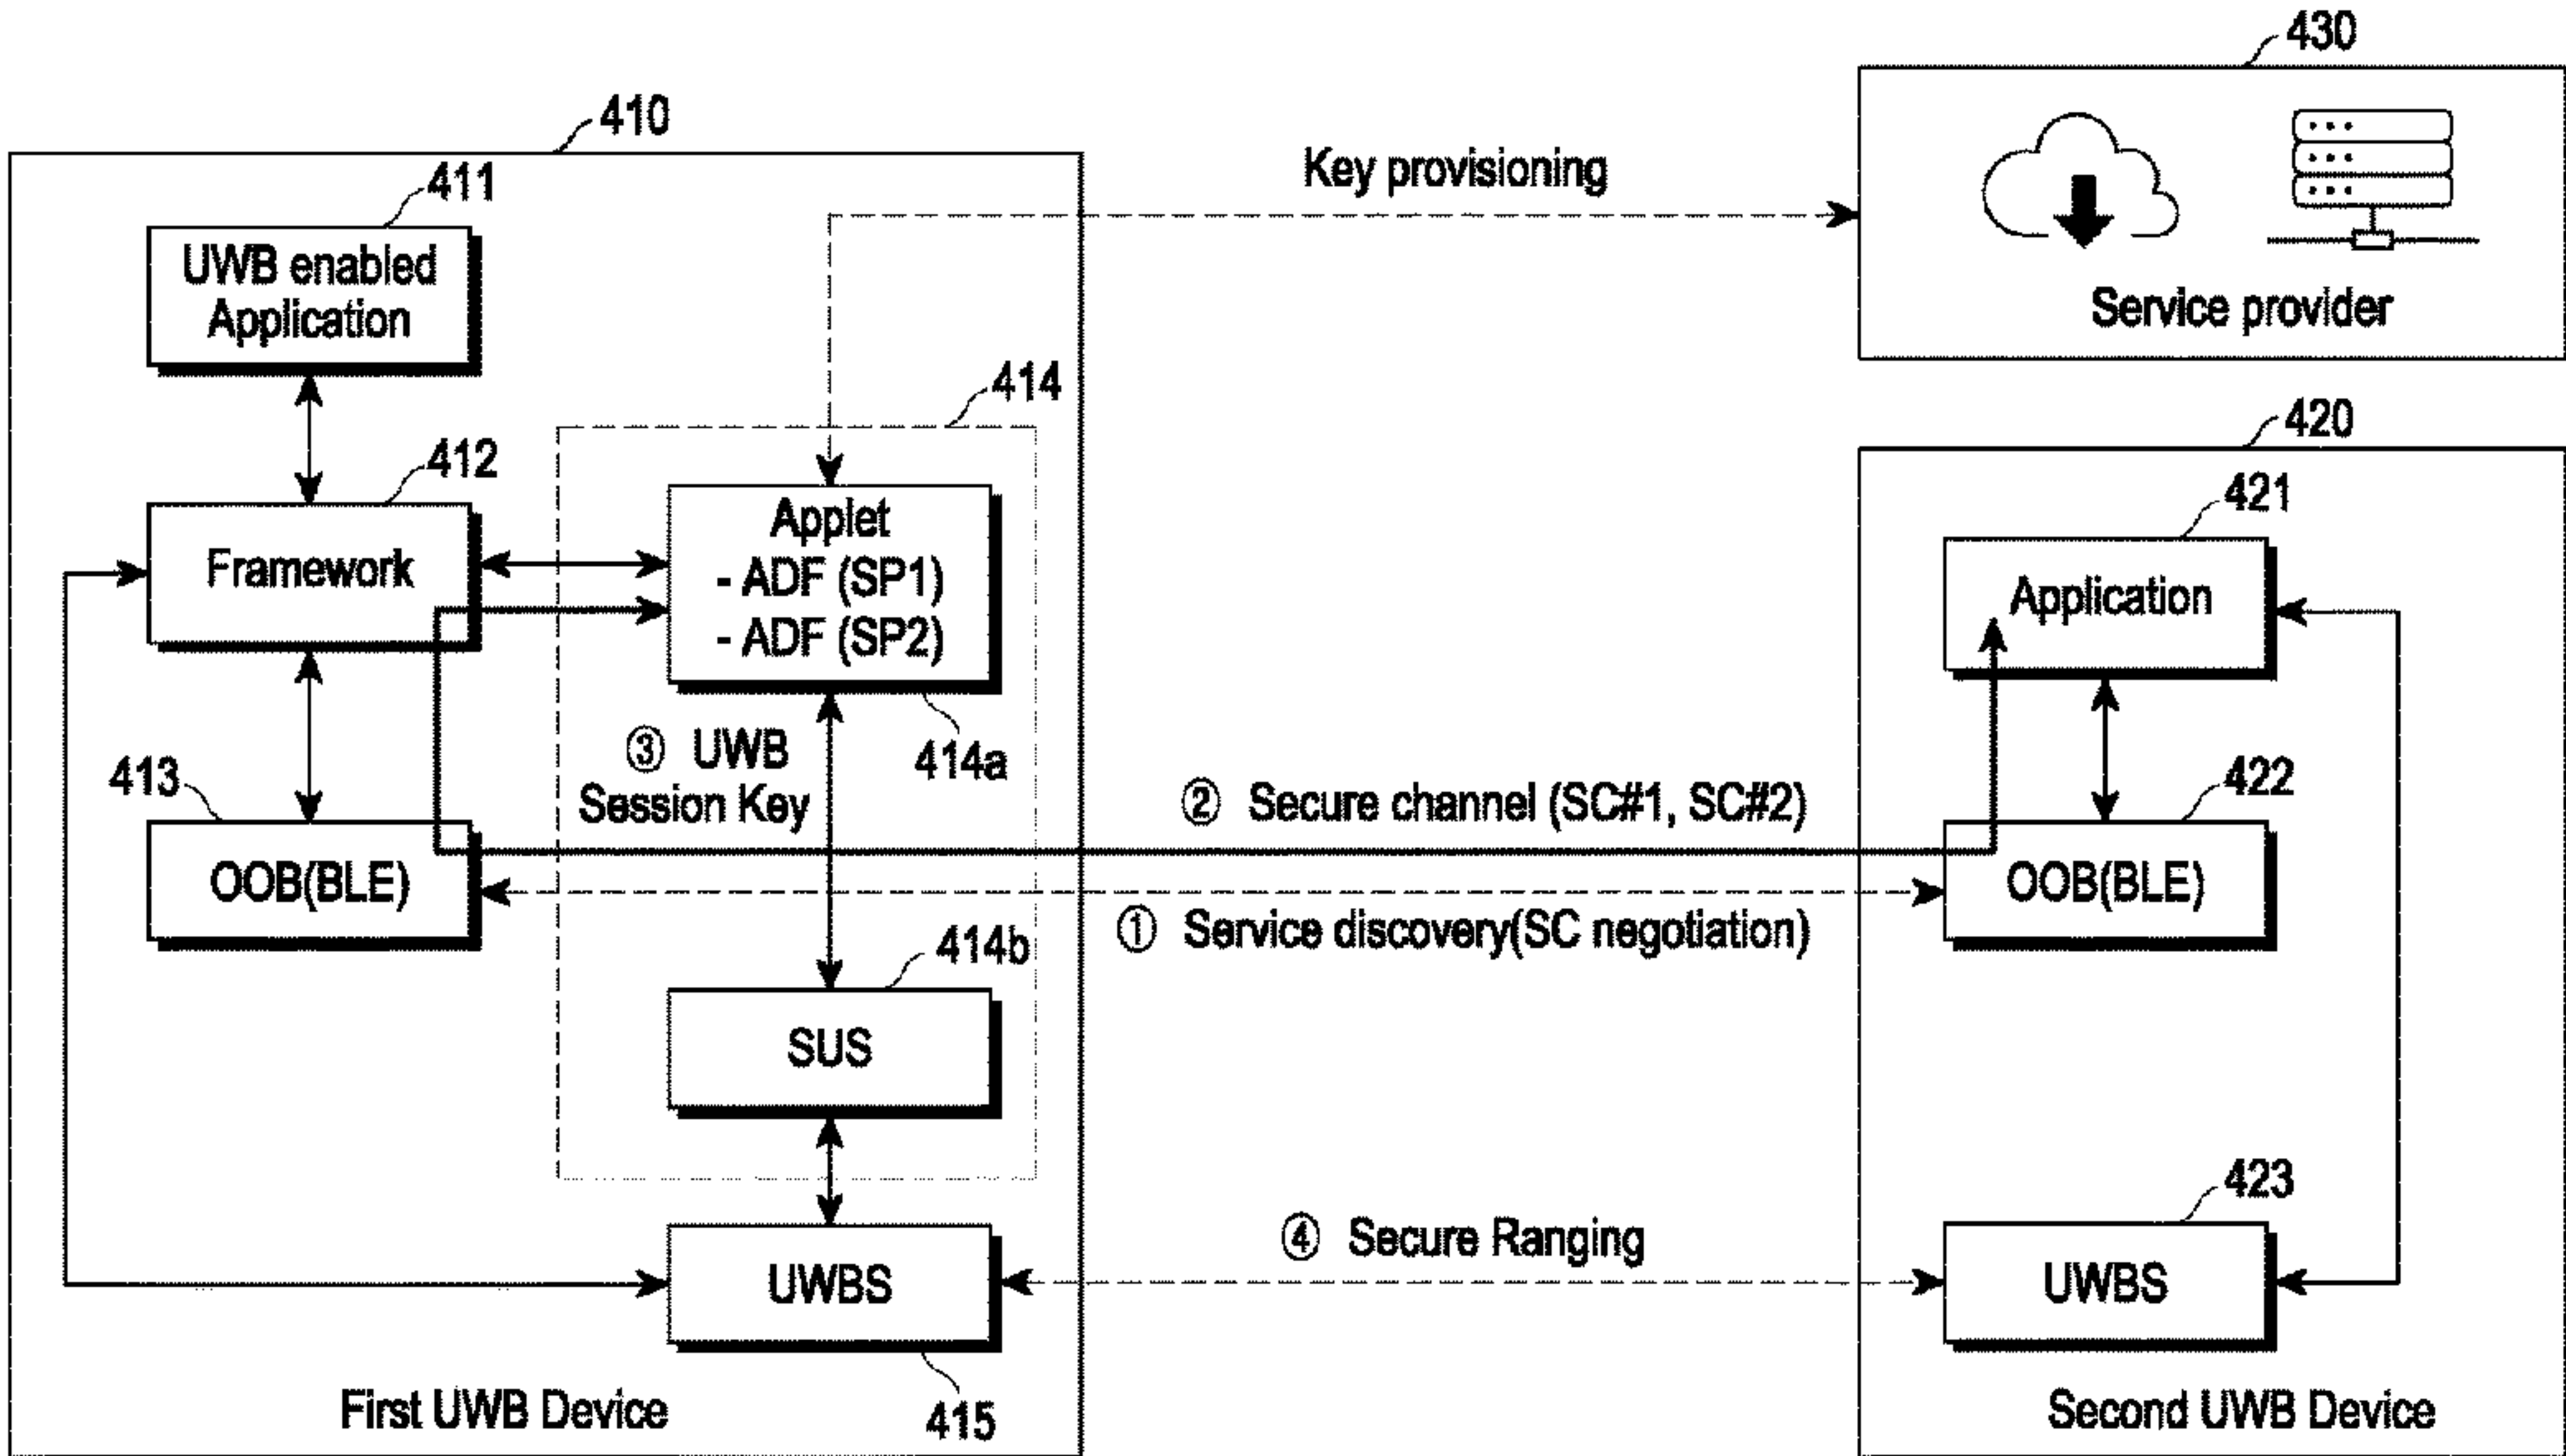 430
410
Key provisioning
411
UWB enabled
Application
Service provider
414
420
412
421
Applet
- ADF (SP1)
- ADF (SP2)
Framework
Application
③ UWB
Session Key
414a
413
422
② Secure channel (SC#1, SC#2)
OOB(BLE)
OOB(BLE)
① Service discovery(SC negotiation)
414b
SUS
423
④ Secure Ranging
UWBS
UWBS
415
First UWB Device
Second UWB Device